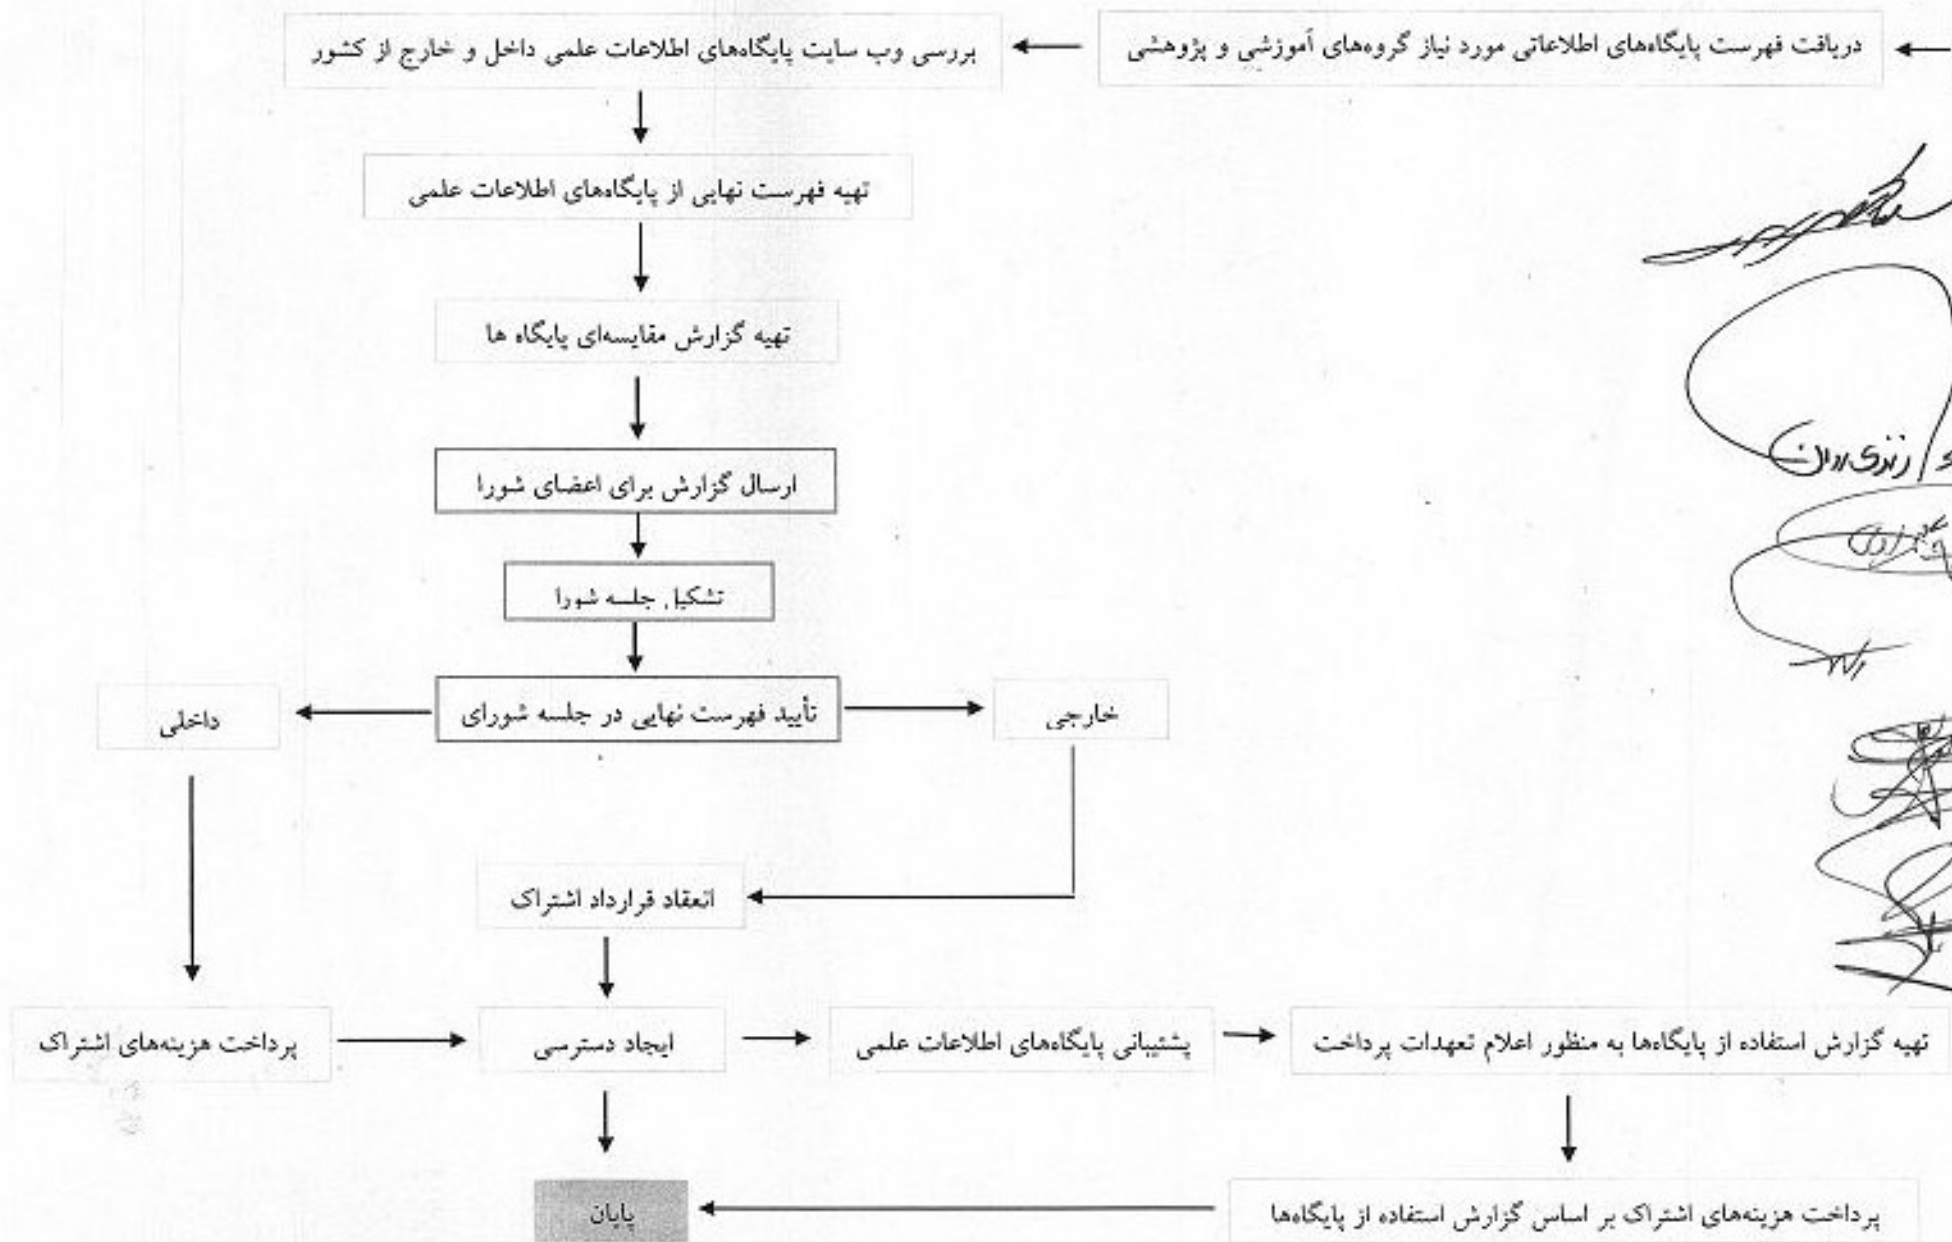 دریافت فهرست پایگاه‌های اطلاعاتی مورد نیاز گروه‌های آموزشی و پژوهشی
بررسی وب سایت پایگاه‌های اطلاعات علمی داخل و خارج از کشور
تهیه فهرست نهایی از پایگاه‌های اطلاعات علمی
تهیه گزارش مقایسه‌ای پایگاه ها
ارسال گزارش برای اعضای شورا
تشکیل جلسه شورا
تأیید فهرست نهایی در جلسه شورای
خارجی
داخلی
انعقاد قرارداد اشتراک
پرداخت هزینه‌های اشتراک
ایجاد دسترسی
پشتیبانی پایگاه‌های اطلاعات علمی
تهیه گزارش استفاده از پایگاه‌ها به منظور اعلام تعهدات پرداخت
پرداخت هزینه‌های اشتراک بر اساس گزارش استفاده از پایگاه‌ها
پایان